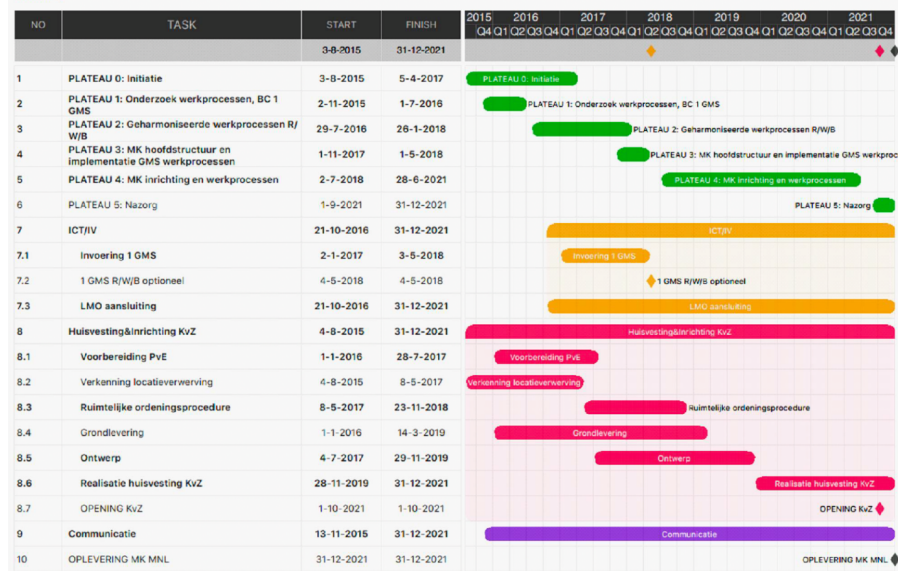 NO TASK START FINISH 2015 2016 2017 2018 2019 2020 2021
Q4 Q1 Q2 Q3 Q4 Q1 Q2 Q3 Q4 Q1 Q2 Q3 Q4 Q1 Q2 Q3 Q4 Q1 Q2 Q3 Q4 Q1 Q2 Q3 Q4
3-8-2015 31-12-2021
1 PLATEAU 0: Initiatie 3-8-2015 5-4-2017 PLATEAU 0: Initiatie
2 PLATEAU 1: Onderzoek werkprocessen, BC 1
GMS 2-11-2015 1-7-2016 PLATEAU 1: Onderzoek werkprocessen, BC 1 GMS
3 PLATEAU 2: Geharmoniseerde werkprocessen R/
W/B 29-7-2016 26-1-2018 PLATEAU 2: Geharmoniseerde werkprocessen R/W/B
4 PLATEAU 3: MK hoofdstructuur en
implementatie GMS werkprocessen 1-11-2017 1-5-2018 PLATEAU 3: MK hoofdstructuur en implementatie GMS werkproc
5 PLATEAU 4: MK inrichting en werkprocessen 2-7-2018 28-6-2021 PLATEAU 4: MK inrichting en werkprocessen
6 PLATEAU 5: Nazorg 1-9-2021 31-12-2021 PLATEAU 5: Nazorg
7 ICT/IV 21-10-2016 31-12-2021 ICT/IV
7.1 Invoering 1 GMS 2-1-2017 3-5-2018 Invoering 1 GMS
7.2 1 GMS R/W/B optioneel 4-5-2018 4-5-2018 1 GMS R/W/B optioneel
7.3 LMO aansluiting 21-10-2016 31-12-2021 LMO aansluiting
8 Huisvesting&Inrichting KvZ 4-8-2015 31-12-2021 Huisvesting&Inrichting KvZ
8.1 Voorbereiding PvE 1-1-2016 28-7-2017 Voorbereiding PvE
8.2 Verkenning locatieverwerving 4-8-2015 8-5-2017 Verkenning locatieverwerving
8.3 Ruimtelijke ordeningsprocedure 8-5-2017 23-11-2018 Ruimtelijke ordeningsprocedure
8.4 Grondlevering 1-1-2016 14-3-2019 Grondlevering
8.5 Ontwerp 4-7-2017 29-11-2019 Ontwerp
8.6 Realisatie huisvesting KvZ 28-11-2019 31-12-2021 Realisatie huisvesting KvZ
8.7 OPENING KvZ 1-10-2021 1-10-2021 OPENING KvZ
9 Communicatie 13-11-2015 31-12-2021 Communicatie
10 OPLEVERING MK MNL 31-12-2021 31-12-2021 OPLEVERING MK MNL